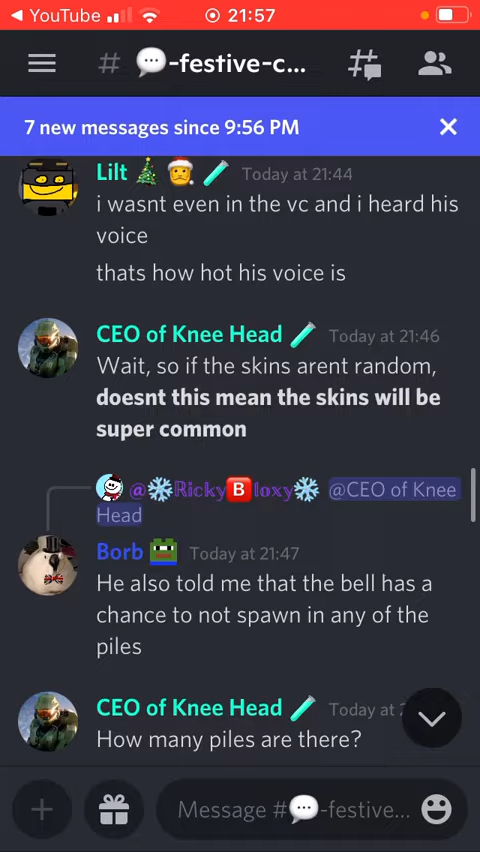 YouTube
21:57
# 💬-festive-c...
7 new messages since 9:56 PM
Lilt 🎄 🎅 🧪 Today at 21:44
i wasnt even in the vc and i heard his
voice
thats how hot his voice is
CEO of Knee Head 🧪 Today at 21:46
Wait, so if the skins arent random,
doesnt this mean the skins will be
super common
@❄️ℝ𝕚𝕔𝕜𝕪🅱️𝕝𝕠𝕩𝕪❄️ @CEO of Knee
Head
Borb Today at 21:47
He also told me that the bell has a
chance to not spawn in any of the
piles
CEO of Knee Head 🧪 Today at
How many piles are there?
Message #💬-festive...